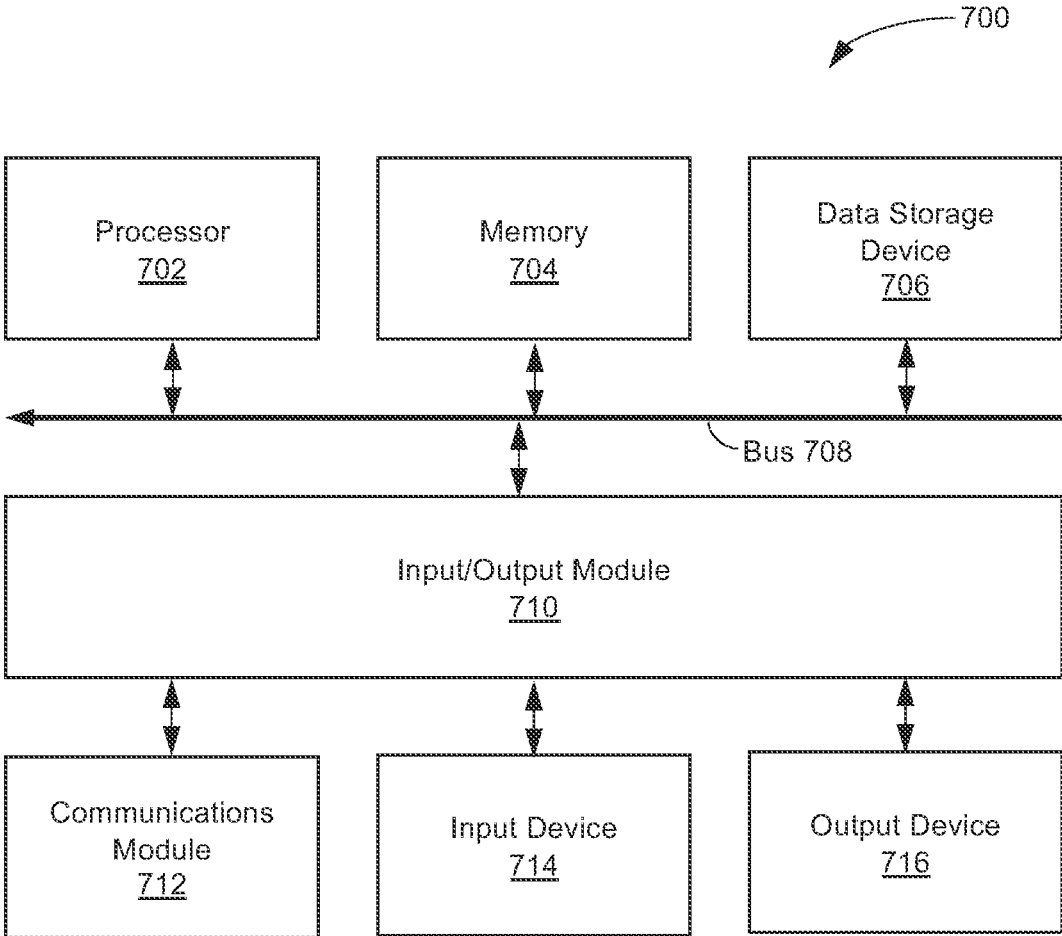 700
Processor
702
Memory
704
Data Storage
Device
706
Bus 708
Input/Output Module
710
Communications
Module
712
Input Device
714
Output Device
716